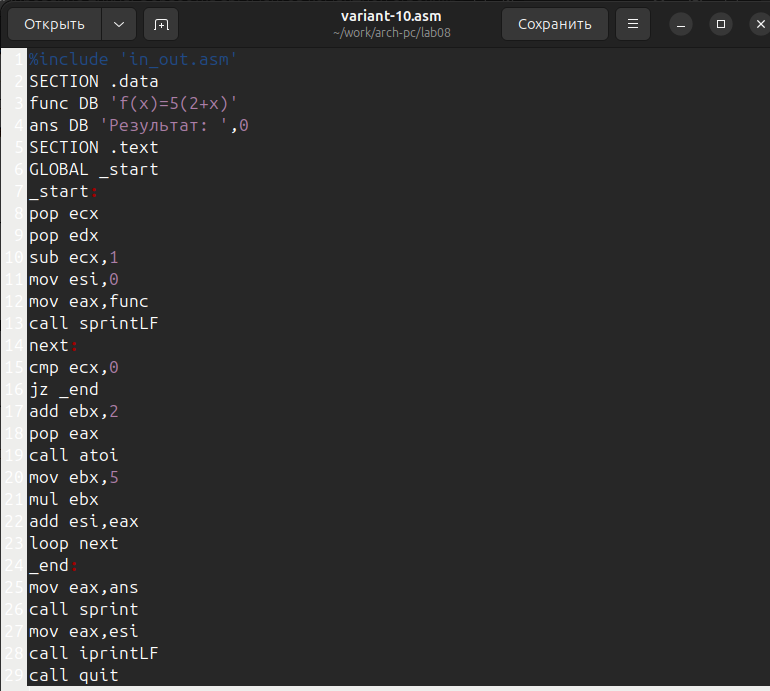 Открыть
variant-10.asm
~/work/arch-pc/lab08
Сохранить
1 %include 'in_out.asm'
2 SECTION .data
3 func DB 'f(x)=5(2+x)'
4 ans DB 'Результат: ',0
5 SECTION .text
6 GLOBAL _start
7 _start:
8 pop ecx
9 pop edx
10 sub ecx,1
11 mov esi,0
12 mov eax,func
13 call sprintLF
14 next:
15 cmp ecx,0
16 jz _end
17 add ebx,2
18 pop eax
19 call atoi
20 mov ebx,5
21 mul ebx
22 add esi,eax
23 loop next
24 _end:
25 mov eax,ans
26 call sprint
27 mov eax,esi
28 call iprintLF
29 call quit